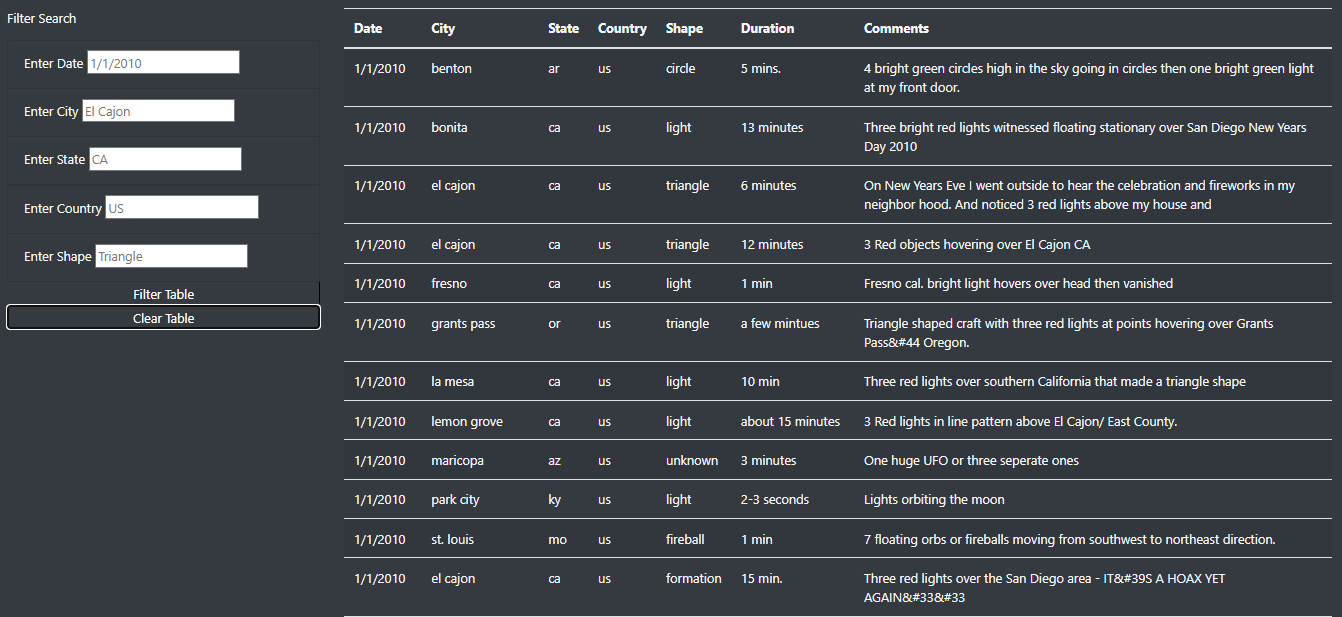 Filter Search
Enter Date 1/1/2010
Enter City El Cajon
Enter State CA
Enter Country US
Enter Shape Triangle
Filter Table
Clear Table
Date City State Country Shape Duration Comments
1/1/2010 benton ar us circle 5 mins. 4 bright green circles high in the sky going in circles then one bright green light
at my front door.
1/1/2010 bonita ca us light 13 minutes Three bright red lights witnessed floating stationary over San Diego New Years
Day 2010
1/1/2010 el cajon ca us triangle 6 minutes On New Years Eve I went outside to hear the celebration and fireworks in my
neighbor hood. And noticed 3 red lights above my house and
1/1/2010 el cajon ca us triangle 12 minutes 3 Red objects hovering over El Cajon CA
1/1/2010 fresno ca us light 1 min Fresno cal. bright light hovers over head then vanished
1/1/2010 grants pass or us triangle a few mintues Triangle shaped craft with three red lights at points hovering over Grants
Pass&#44 Oregon.
1/1/2010 la mesa ca us light 10 min Three red lights over southern California that made a triangle shape
1/1/2010 lemon grove ca us light about 15 minutes 3 Red lights in line pattern above El Cajon/ East County.
1/1/2010 maricopa az us unknown 3 minutes One huge UFO or three seperate ones
1/1/2010 park city ky us light 2-3 seconds Lights orbiting the moon
1/1/2010 st. louis mo us fireball 1 min 7 floating orbs or fireballs moving from southwest to northeast direction.
1/1/2010 el cajon ca us formation 15 min. Three red lights over the San Diego area - IT&#39S A HOAX YET
AGAIN&#33&#33